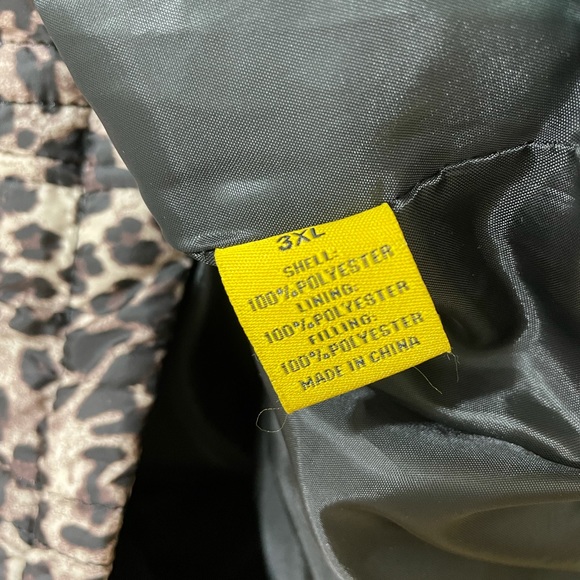 3XL
SHELL:
100%POLYESTER
LINING:
100%POLYESTER
FILLING:
100%POLYESTER
MADE IN CHINA